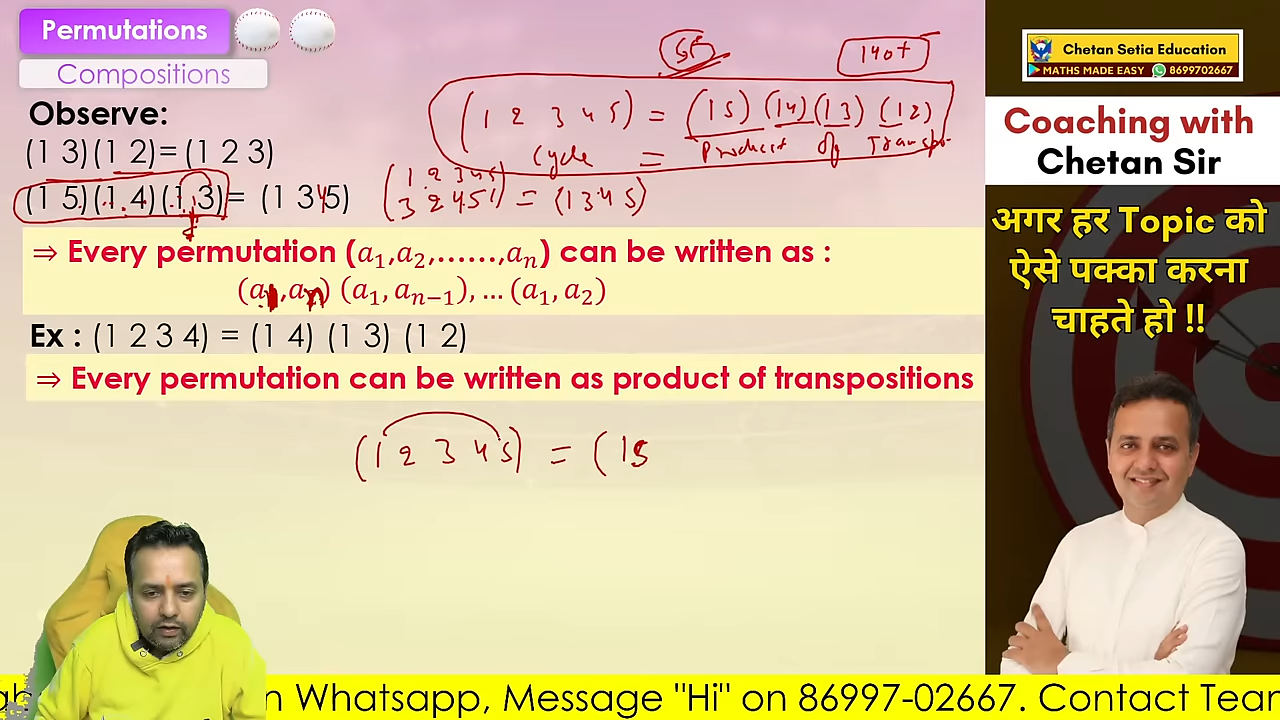 Permutations
Compositions
Observe:
(1 3)(1 2)= (1 2 3)
(1 5)(1 4)(1 3)= (1 3 4 5)
SP
140+
(1 2 3 4 5) = (1 5) (1 4) (1 3) (1 2)
Cycle = Product of Transpo
(1 2 3 4 5
3 2 4 5 1) = (1 3 4 5)
⇒ Every permutation (a₁,a₂,……,aₙ) can be written as :
(a₁,aₙ) (a₁, aₙ₋₁), … (a₁, a₂)
Ex : (1 2 3 4) = (1 4) (1 3) (1 2)
⇒ Every permutation can be written as product of transpositions
(1 2 3 4 5) = (1 5
Chetan Setia Education
MATHS MADE EASY 8699702667
Coaching with
Chetan Sir
अगर हर Topic को
ऐसे पक्का करना
चाहते हो !!
n Whatsapp, Message "Hi" on 86997-02667. Contact Tear